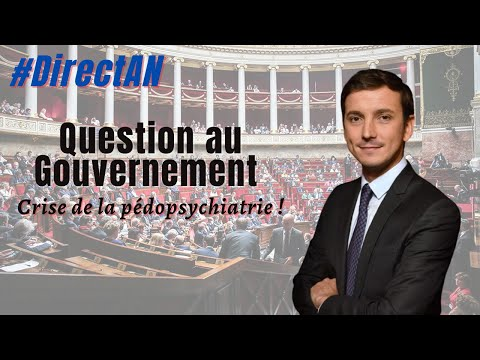 #DirectAN
Question au
Gouvernement
Crise de la pédopsychiatrie !